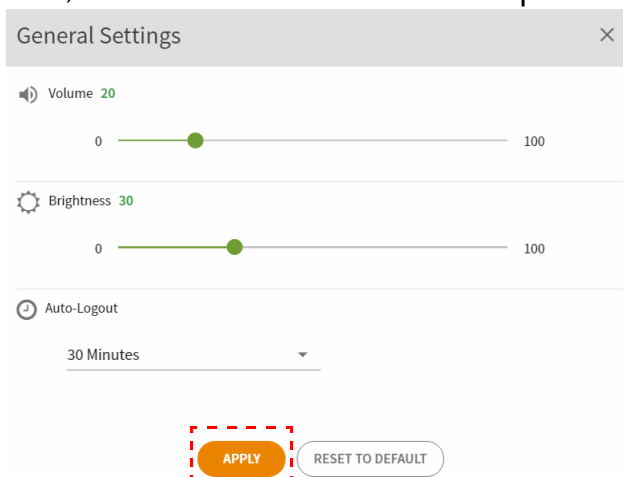 General Settings
Volume 20
0 100
Brightness 30
0 100
Auto-Logout
30 Minutes
APPLY RESET TO DEFAULT